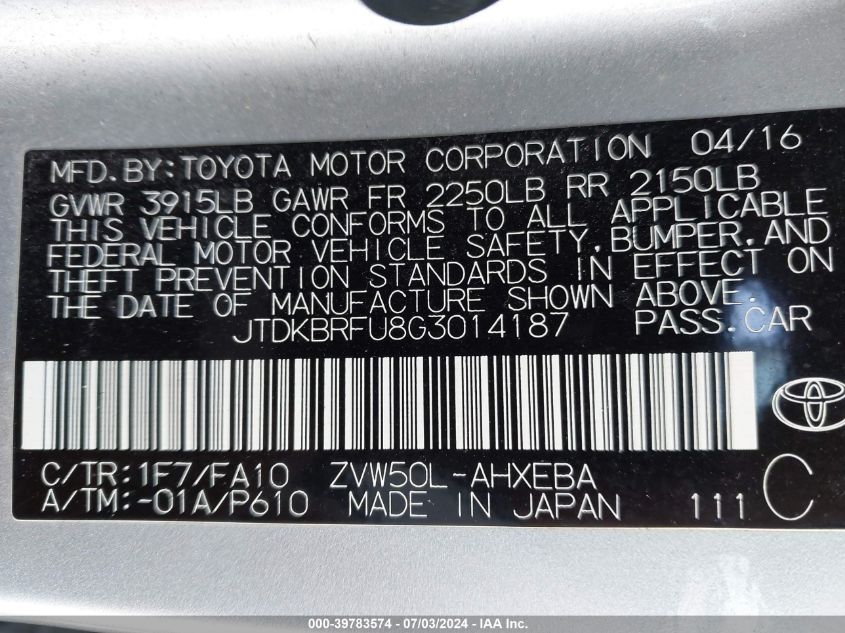 MFD. BY: TOYOTA MOTOR CORPORATION 04/16
GVWR 3915LB GAWR FR 2250LB RR 2150LB
THIS VEHICLE CONFORMS TO ALL APPLICABLE
FEDERAL MOTOR VEHICLE SAFETY, BUMPER, AND
THEFT PREVENTION STANDARDS IN EFFECT ON
THE DATE OF MANUFACTURE SHOWN ABOVE.
JTDKBRFU8G3014187 PASS. CAR
C/TR: 1F7/FA10 ZVW50L-AHXEBA
A/TM: -01A/P610 MADE IN JAPAN 111 C
000-39783574 - 07/03/2024 - IAA Inc.